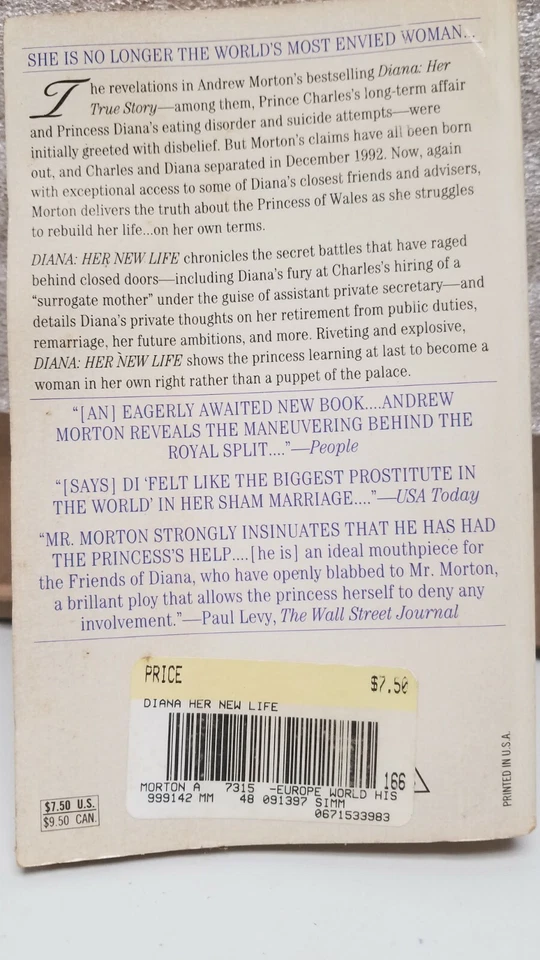 SHE IS NO LONGER THE WORLD'S MOST ENVIED WOMAN...
The revelations in Andrew Morton's bestselling Diana: Her
True Story—among them, Prince Charles's long-term affair
and Princess Diana's eating disorder and suicide attempts—were
initially greeted with disbelief. But Morton's claims have all been born
out, and Charles and Diana separated in December 1992. Now, again
with exceptional access to some of Diana's closest friends and advisers,
Morton delivers the truth about the Princess of Wales as she struggles
to rebuild her life...on her own terms.
DIANA: HER NEW LIFE chronicles the secret battles that have raged
behind closed doors—including Diana's fury at Charles's hiring of a
"surrogate mother" under the guise of assistant private secretary—and
details Diana's private thoughts on her retirement from public duties,
remarriage, her future ambitions, and more. Riveting and explosive,
DIANA: HER NEW LIFE shows the princess learning at last to become a
woman in her own right rather than a puppet of the palace.
"[AN] EAGERLY AWAITED NEW BOOK....ANDREW
MORTON REVEALS THE MANEUVERING BEHIND THE
ROYAL SPLIT...."—People
"[SAYS] DI 'FELT LIKE THE BIGGEST PROSTITUTE IN
THE WORLD' IN HER SHAM MARRIAGE...."—USA Today
"MR. MORTON STRONGLY INSINUATES THAT HE HAS HAD
THE PRINCESS'S HELP....[he is] an ideal mouthpiece for
the Friends of Diana, who have openly blabbed to Mr. Morton,
a brilliant ploy that allows the princess herself to deny any
involvement."—Paul Levy, The Wall Street Journal
PRICE $7.50
DIANA HER NEW LIFE
166
MORTON A 7315 -EUROPE WORLD HIS
999142 MM 48 091397 SIMM
0671533983
$7.50 U.S.
$9.50 CAN.
PRINTED IN U.S.A.